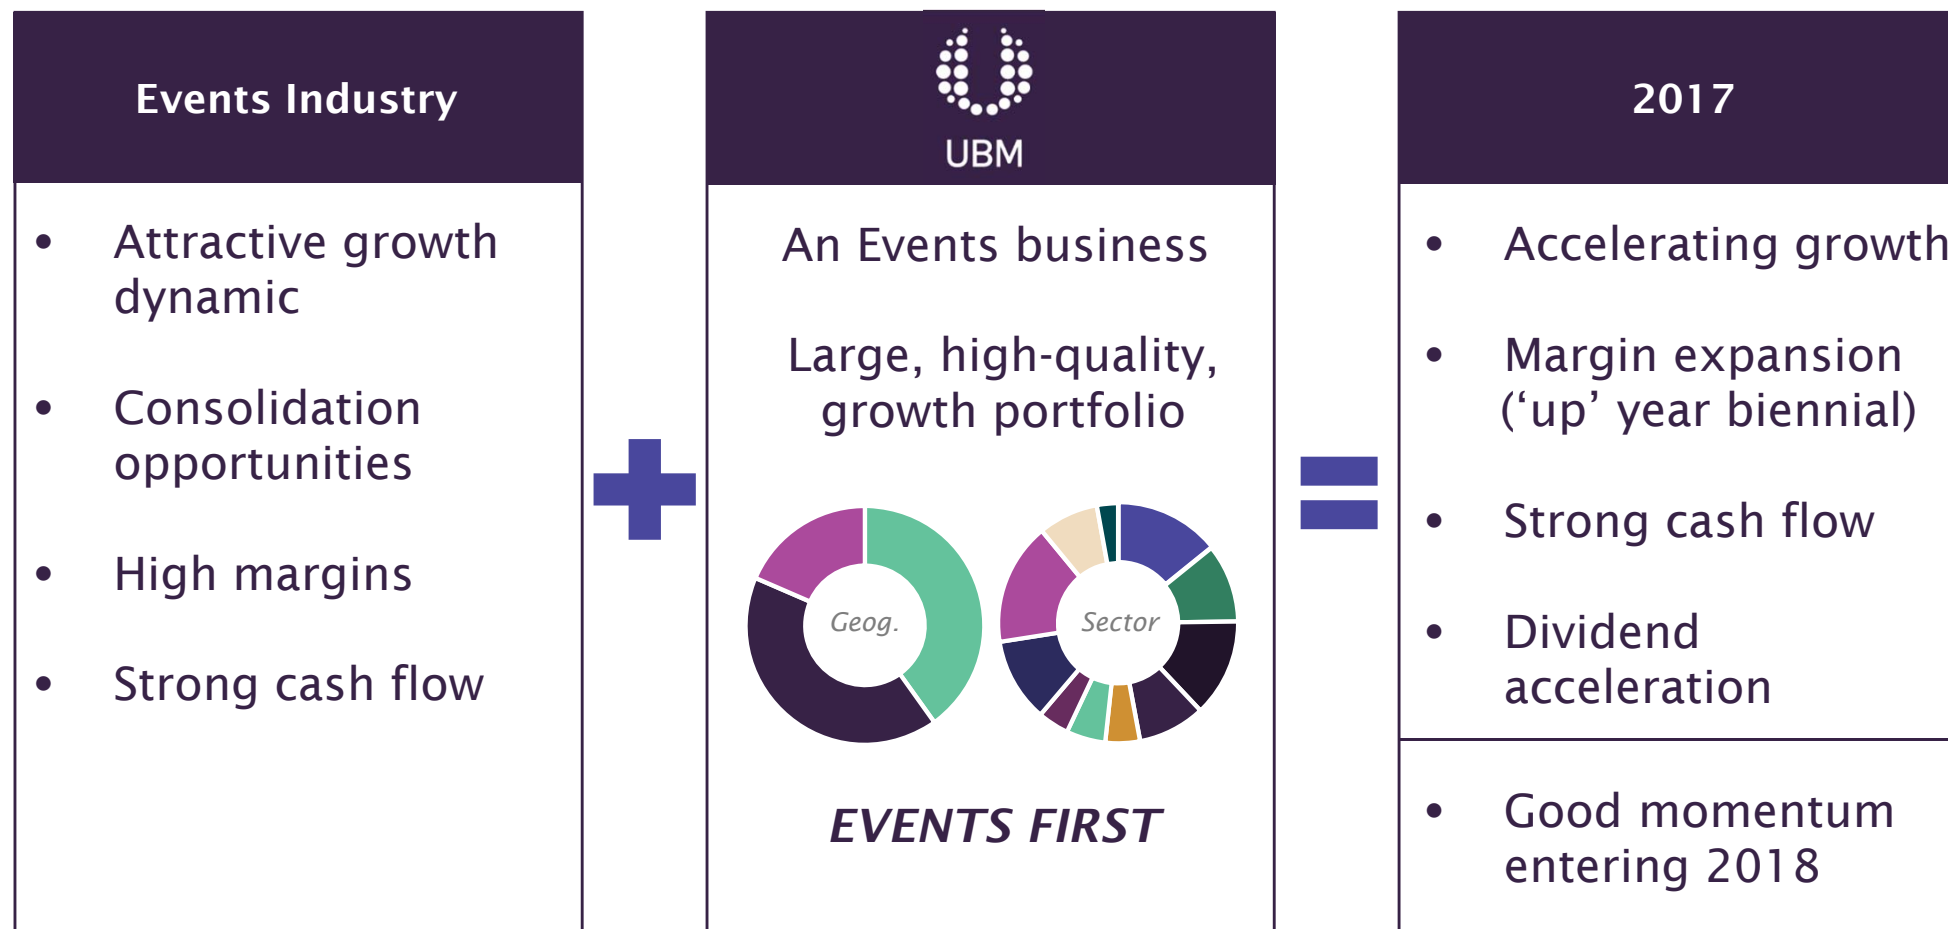 Events Industry
• Attractive growth
dynamic
• Consolidation
opportunities
• High margins
• Strong cash flow
UBM
An Events business
Large, high-quality,
growth portfolio
Geog.
Sector
EVENTS FIRST
2017
• Accelerating growth
• Margin expansion
(‘up’ year biennial)
• Strong cash flow
• Dividend
acceleration
• Good momentum
entering 2018